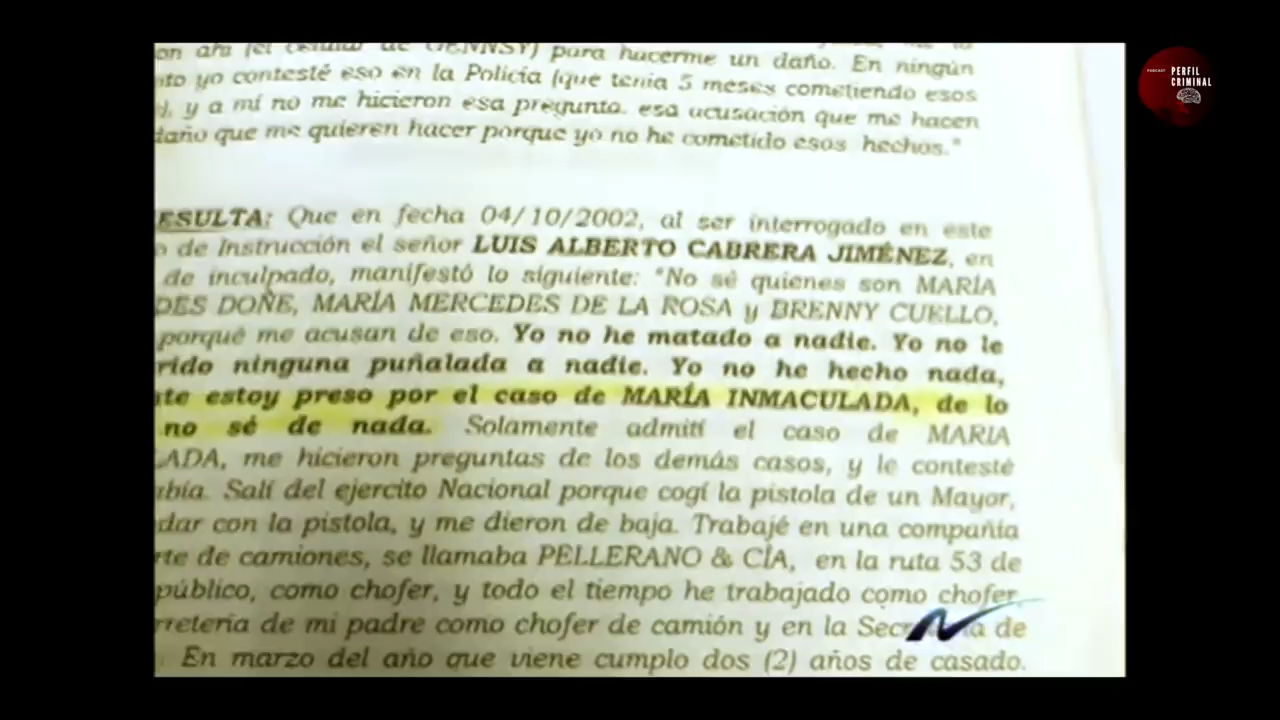 on ahí (el celular de GENNSY) para hacerme un daño. En ningún
nto yo contesté eso en la Policía (que tenia 5 meses cometiendo esos
), y a mí no me hicieron esa pregunta. esa acusación que me hacen
daño que me quieren hacer porque yo no he cometido esos hechos."
ESULTA: Que en fecha 04/10/2002, al ser interrogado en este
o de Instrucción el señor LUIS ALBERTO CABRERA JIMÉNEZ, en
de inculpado, manifestó lo siguiente: "No sé quienes son MARÍA
DES DOÑE, MARÍA MERCEDES DE LA ROSA y BRENNY CUELLO,
porqué me acusan de eso. Yo no he matado a nadie. Yo no le
rido ninguna puñalada a nadie. Yo no he hecho nada,
te estoy preso por el caso de MARÍA INMACULADA, de lo
no sé de nada. Solamente admití el caso de MARIA
LADA, me hicieron preguntas de los demás casos, y le contesté
abía. Salí del ejercito Nacional porque cogí la pistola de un Mayor,
dar con la pistola, y me dieron de baja. Trabajé en una compañía
rte de camiones, se llamaba PELLERANO & CÍA, en la ruta 53 de
público, como chofer, y todo el tiempo he trabajado como chofer,
rretería de mi padre como chofer de camión y en la Sec a de
. En marzo del año que viene cumplo dos (2) años de casado.
PODCAST PERFIL
CRIMINAL